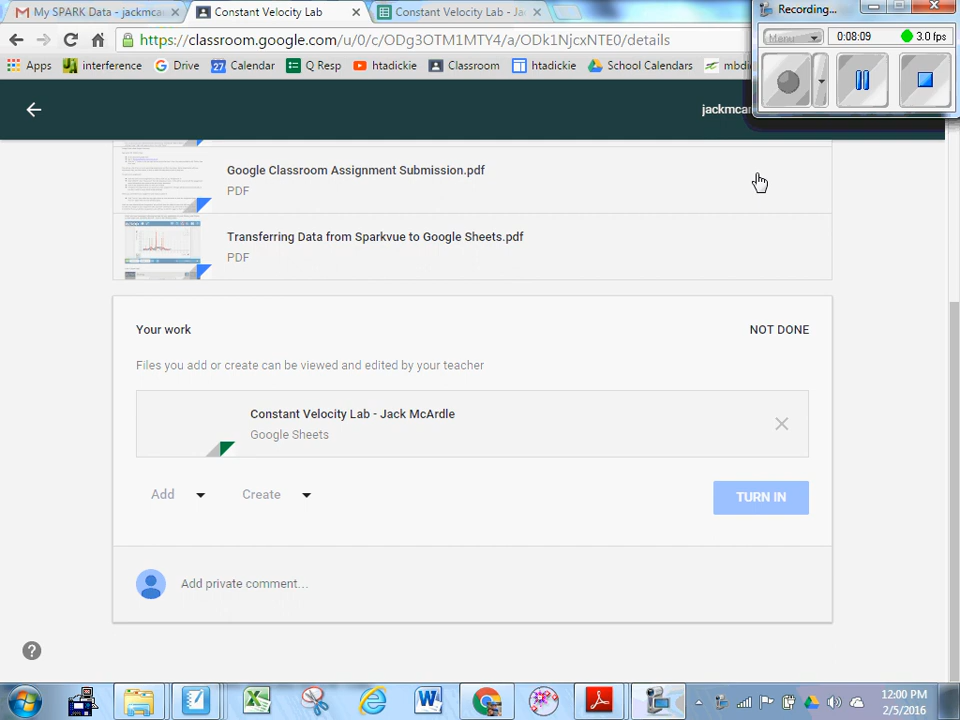 My SPARK Data - jackmca
Constant Velocity Lab
Constant Velocity Lab - Ja
Recording...
https://classroom.google.com/u/0/c/ODg3OTM1MTY4/a/ODk1NjcxNTE0/details
Menu
0:08:09
3.0 fps
Apps
interference
Drive
27
Calendar
Q Resp
htadickie
Classroom
htadickie
School Calendars
mbdi
jackmcar
Google Classroom Assignment Submission.pdf
PDF
Transferring Data from Sparkvue to Google Sheets.pdf
PDF
Your work
NOT DONE
Files you add or create can be viewed and edited by your teacher
Constant Velocity Lab - Jack McArdle
Google Sheets
Add
Create
TURN IN
Add private comment...
12:00 PM
2/5/2016